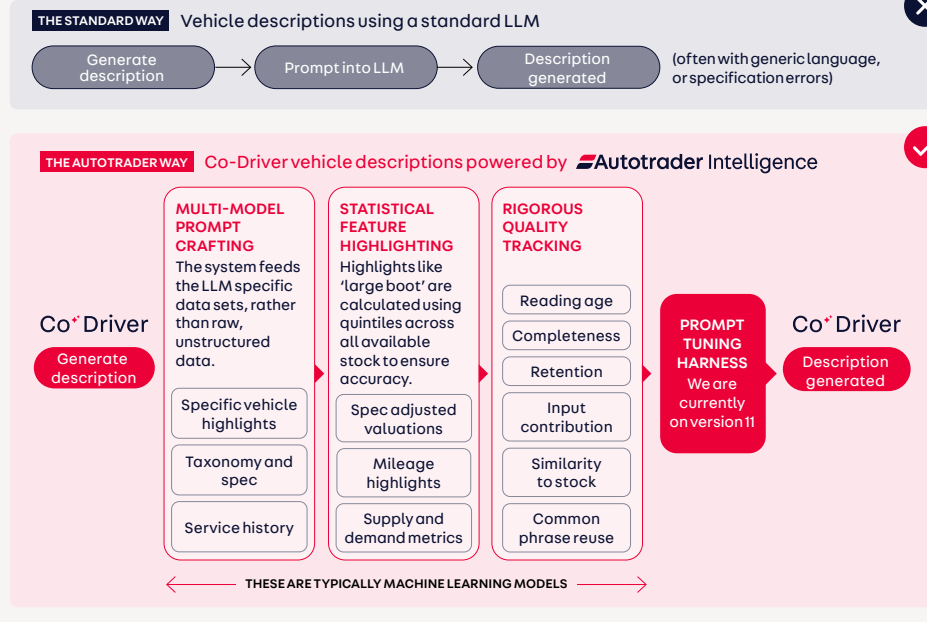 THE STANDARD WAY Vehicle descriptions using a standard LLM
Generate
description
Prompt into LLM
Description
generated
(often with generic language,
or specification errors)
THE AUTOTRADER WAY Co-Driver vehicle descriptions powered by Autotrader Intelligence
Co Driver
Generate
description
MULTI-MODEL
PROMPT
CRAFTING
The system feeds
the LLM specific
data sets, rather
than raw,
unstructured
data.
Specific vehicle
highlights
Taxonomy and
spec
Service history
STATISTICAL
FEATURE
HIGHLIGHTING
Highlights like
‘large boot’ are
calculated using
quintiles across
all available
stock to ensure
accuracy.
Spec adjusted
valuations
Mileage
highlights
Supply and
demand metrics
RIGOROUS
QUALITY
TRACKING
Reading age
Completeness
Retention
Input
contribution
Similarity
to stock
Common
phrase reuse
PROMPT
TUNING
HARNESS
We are
currently
on version 11
Co Driver
Description
generated
THESE ARE TYPICALLY MACHINE LEARNING MODELS